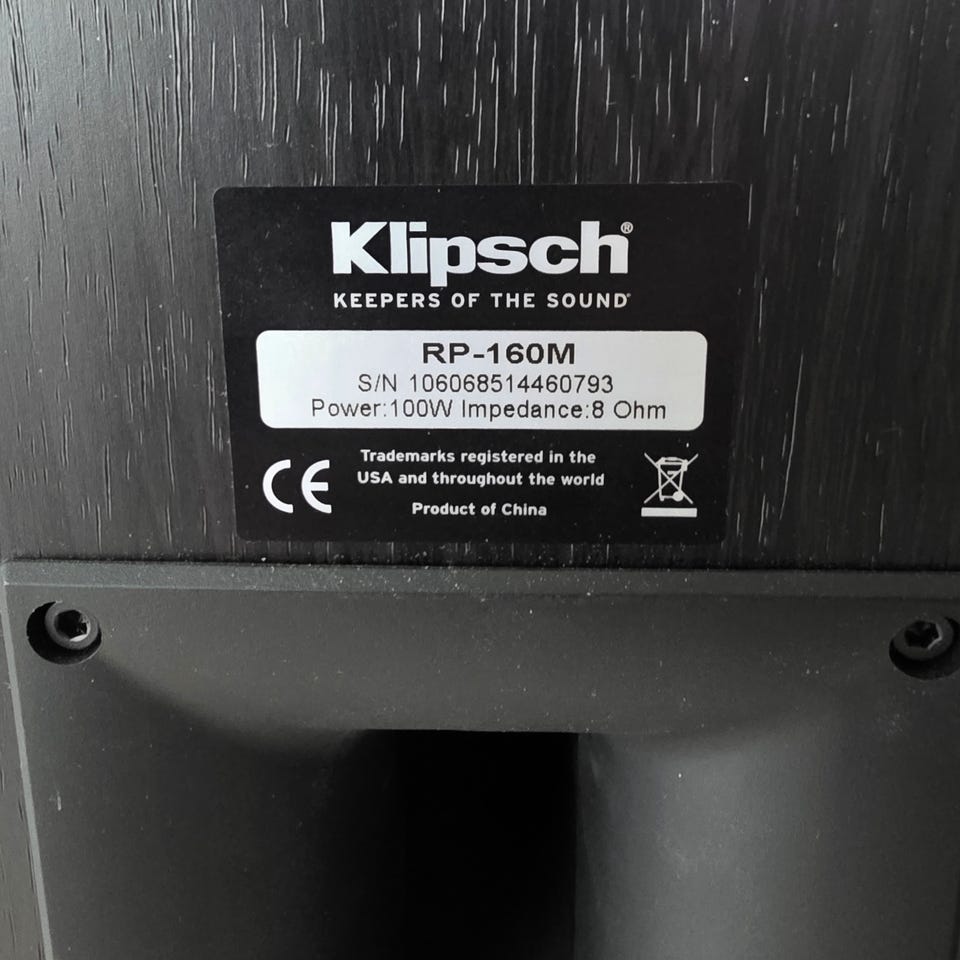 Klipsch®
KEEPERS OF THE SOUND®
RP-160M
S/N 106068514460793
Power:100W Impedance:8 Ohm
CE
Trademarks registered in the
USA and throughout the world
Product of China